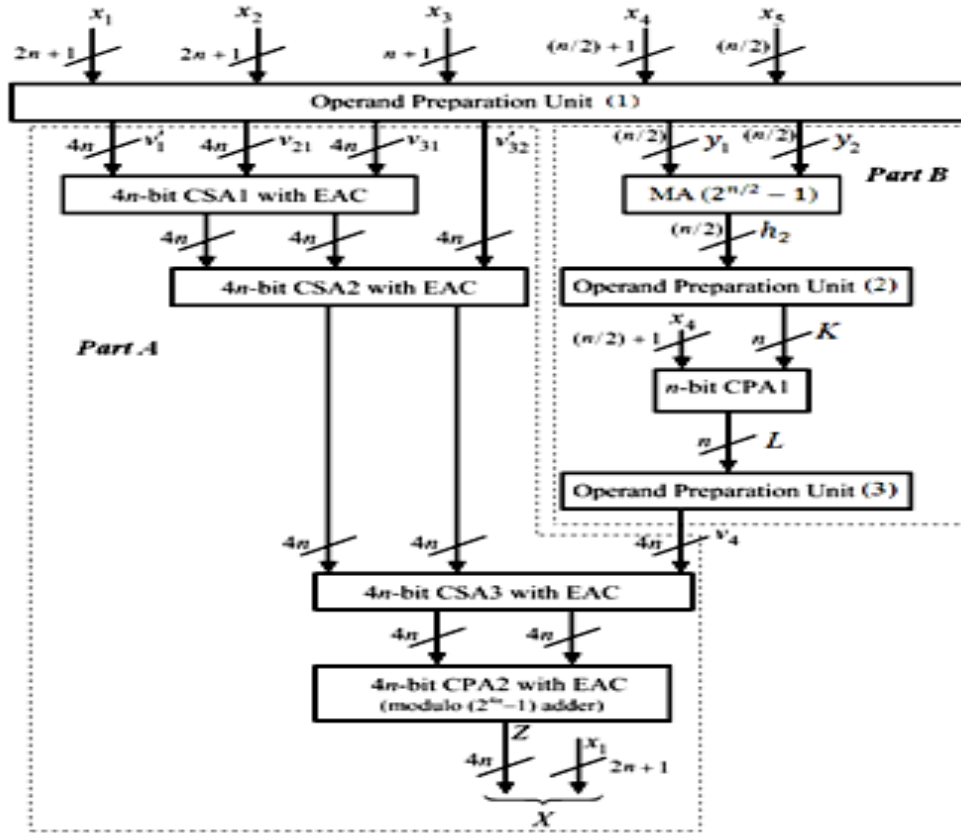 x₁ x₂ x₃ x₄ x₅
2n + 1 2n + 1 n + 1 (n/2) + 1 (n/2)
Operand Preparation Unit (1)
4n v′₁ 4n v₂₁ 4n v₃₁ v′₃₂ (n/2) y₁ (n/2) y₂
Part B
4n-bit CSA1 with EAC
MA (2^{n/2} − 1)
4n 4n 4n
(n/2) h₂
4n-bit CSA2 with EAC
Operand Preparation Unit (2)
Part A
(n/2) + 1 x₄ n K
n-bit CPA1
n L
Operand Preparation Unit (3)
4n 4n 4n v₄
4n-bit CSA3 with EAC
4n 4n
4n-bit CPA2 with EAC
(modulo (2^{4n}−1) adder)
Z x₁
4n 2n + 1
X